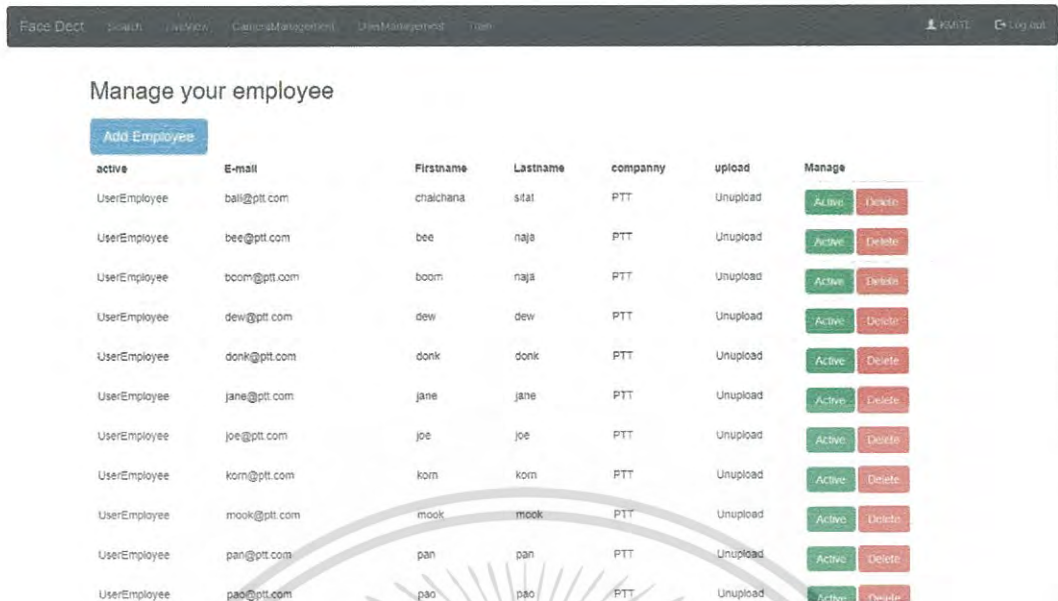 Face Dect Search LiveView CameraManagement UserManagement Train KMITL Log out
Manage your employee
Add Employee
active E-mail Firstname Lastname companny upload Manage
UserEmployee ball@ptt.com chaichana sitat PTT Unupload Active Delete
UserEmployee bee@ptt.com bee naja PTT Unupload Active Delete
UserEmployee boom@ptt.com boom naja PTT Unupload Active Delete
UserEmployee dew@ptt.com dew dew PTT Unupload Active Delete
UserEmployee donk@ptt.com donk donk PTT Unupload Active Delete
UserEmployee jane@ptt.com jane jane PTT Unupload Active Delete
UserEmployee joe@ptt.com joe joe PTT Unupload Active Delete
UserEmployee korn@ptt.com korn korn PTT Unupload Active Delete
UserEmployee mook@ptt.com mook mook PTT Unupload Active Delete
UserEmployee pan@ptt.com pan pan PTT Unupload Active Delete
UserEmployee pao@ptt.com pao pao PTT Unupload Active Delete